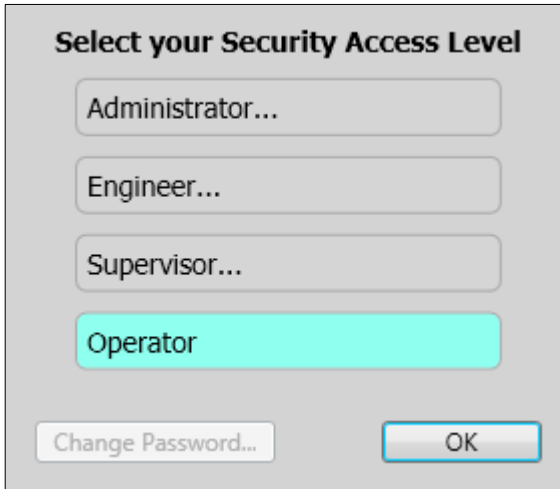 Select your Security Access Level
Administrator...
Engineer...
Supervisor...
Operator
Change Password... OK